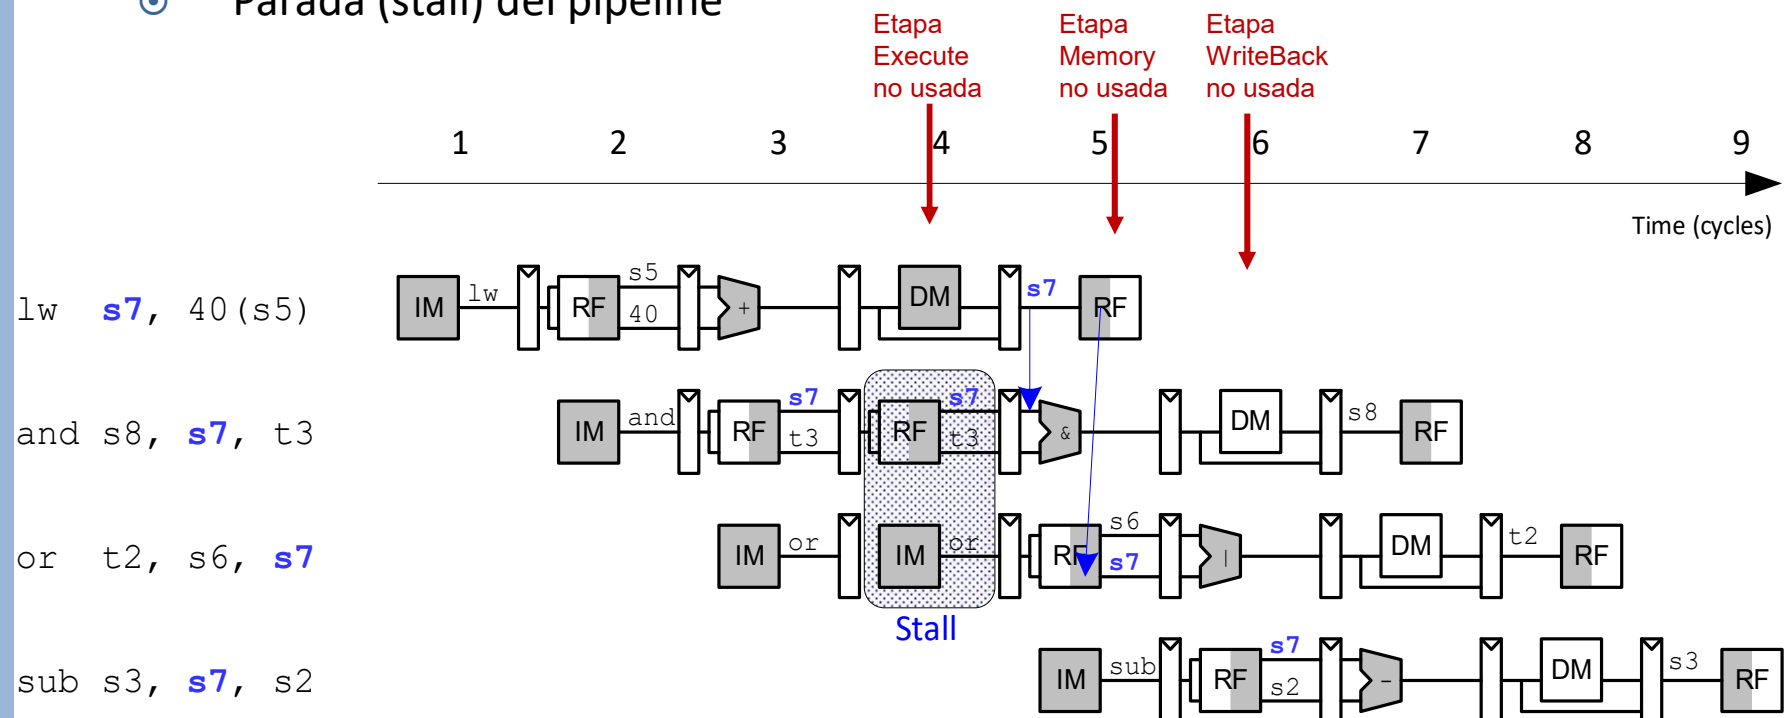 Parada (stall) del pipeline
Etapa Execute no usada
Etapa Memory no usada
Etapa WriteBack no usada
1 2 3 4 5 6 7 8 9
Time (cycles)
lw s7, 40(s5)
IM lw RF s5 40 + DM s7 RF
and s8, s7, t3
IM and RF s7 t3 RF s7 t3 & DM s8 RF
or t2, s6, s7
IM or IM or RF s6 s7 | DM t2 RF
Stall
sub s3, s7, s2
IM sub RF s7 s2 - DM s3 RF